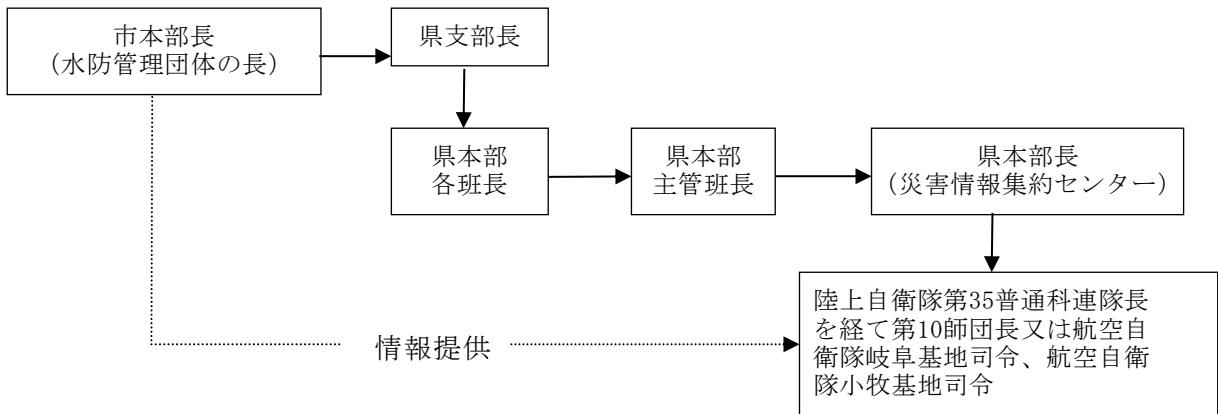 市本部長
（水防管理団体の長）
県支部長
県本部
各班長
県本部
主管班長
県本部長
（災害情報集約センター）
情報提供
陸上自衛隊第35普通科連隊長
を経て第10師団長又は航空自
衛隊岐阜基地司令、航空自衛
隊小牧基地司令